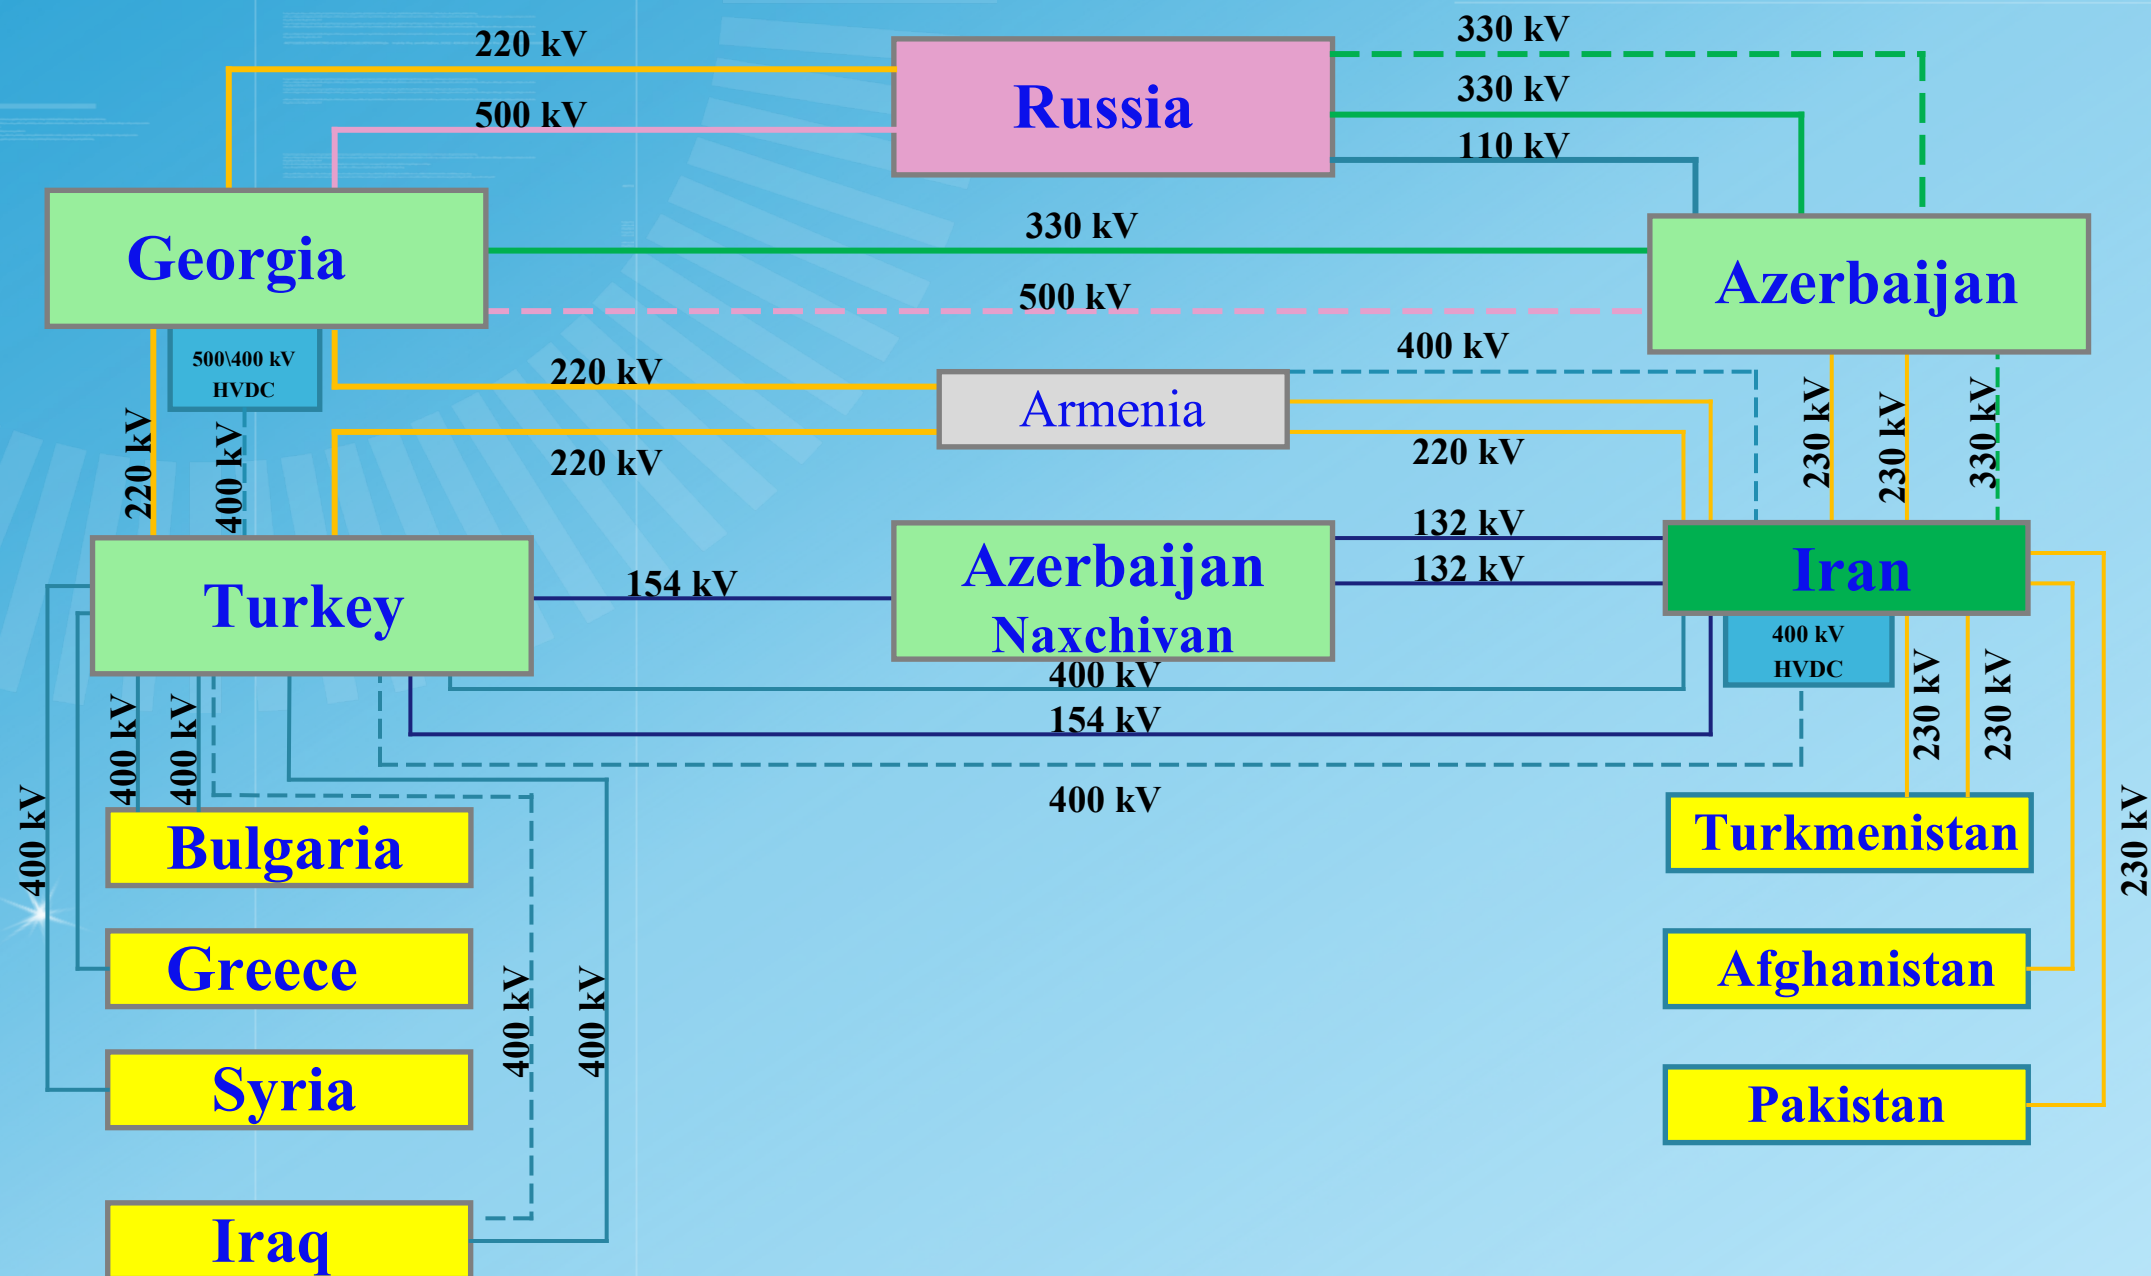 220 kV
330 kV
500 kV
Russia
330 kV
110 kV
Georgia
330 kV
Azerbaijan
500 kV
500\400 kV
HVDC
220 kV
Armenia
400 kV
220 kV
400 kV
220 kV
220 kV
230 kV
230 kV
330 kV
Turkey
154 kV
Azerbaijan
Naxchivan
132 kV
132 kV
Iran
400 kV
HVDC
400 kV
154 kV
400 kV
400 kV
400 kV
400 kV
230 kV
230 kV
230 kV
Bulgaria
Turkmenistan
Greece
Afghanistan
400 kV
400 kV
Syria
Pakistan
Iraq